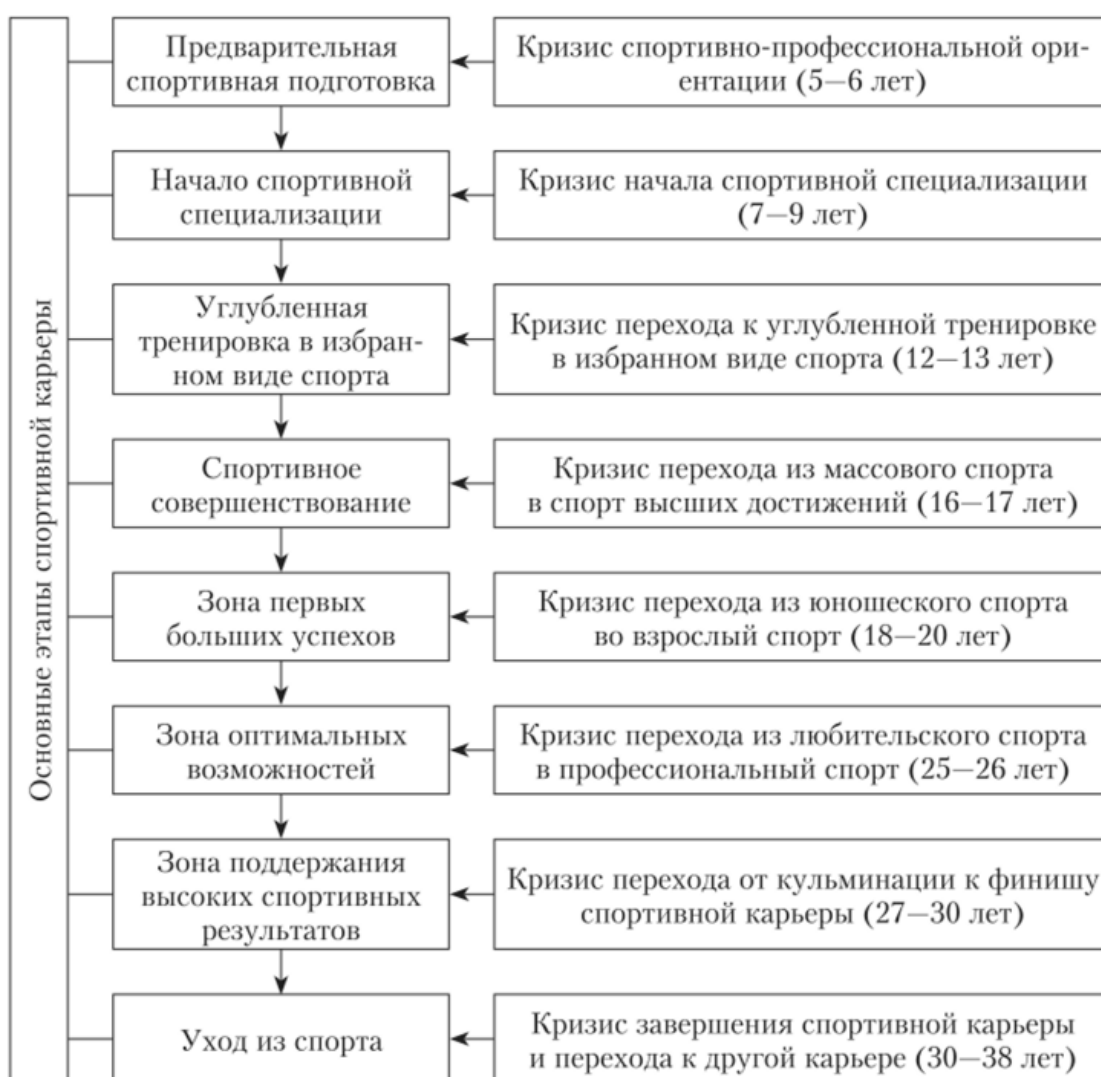 Основные этапы спортивной карьеры
Предварительная
спортивная подготовка
Кризис спортивно-профессиональной ори-
ентации (5—6 лет)
Начало спортивной
специализации
Кризис начала спортивной специализации
(7—9 лет)
Углубленная
тренировка в избран-
ном виде спорта
Кризис перехода к углубленной тренировке
в избранном виде спорта (12—13 лет)
Спортивное
совершенствование
Кризис перехода из массового спорта
в спорт высших достижений (16—17 лет)
Зона первых
больших успехов
Кризис перехода из юношеского спорта
во взрослый спорт (18—20 лет)
Зона оптимальных
возможностей
Кризис перехода из любительского спорта
в профессиональный спорт (25—26 лет)
Зона поддержания
высоких спортивных
результатов
Кризис перехода от кульминации к финишу
спортивной карьеры (27—30 лет)
Уход из спорта
Кризис завершения спортивной карьеры
и перехода к другой карьере (30—38 лет)